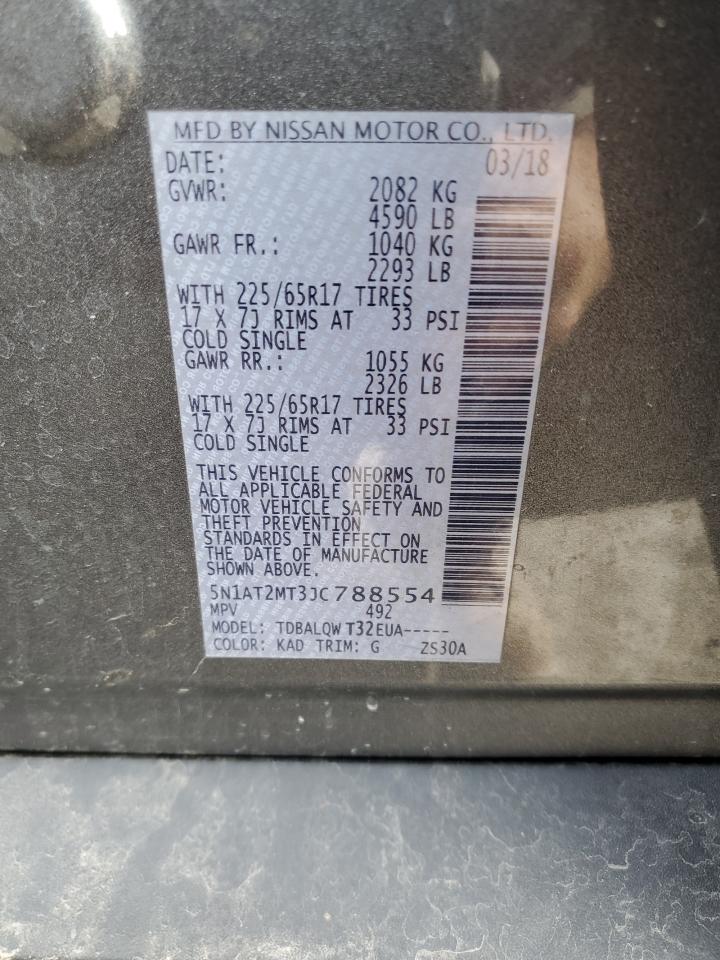 MFD BY NISSAN MOTOR CO., LTD.
DATE: 03/18
GVWR: 2082 KG
4590 LB
GAWR FR.: 1040 KG
2293 LB
WITH 225/65R17 TIRES
17 X 7J RIMS AT 33 PSI
COLD SINGLE
GAWR RR.: 1055 KG
2326 LB
WITH 225/65R17 TIRES
17 X 7J RIMS AT 33 PSI
COLD SINGLE
THIS VEHICLE CONFORMS TO
ALL APPLICABLE FEDERAL
MOTOR VEHICLE SAFETY AND
THEFT PREVENTION
STANDARDS IN EFFECT ON
THE DATE OF MANUFACTURE
SHOWN ABOVE.
5N1AT2MT3JC788554
MPV 492
MODEL: TDBALQW T32EUA-----
COLOR: KAD TRIM: G ZS30A